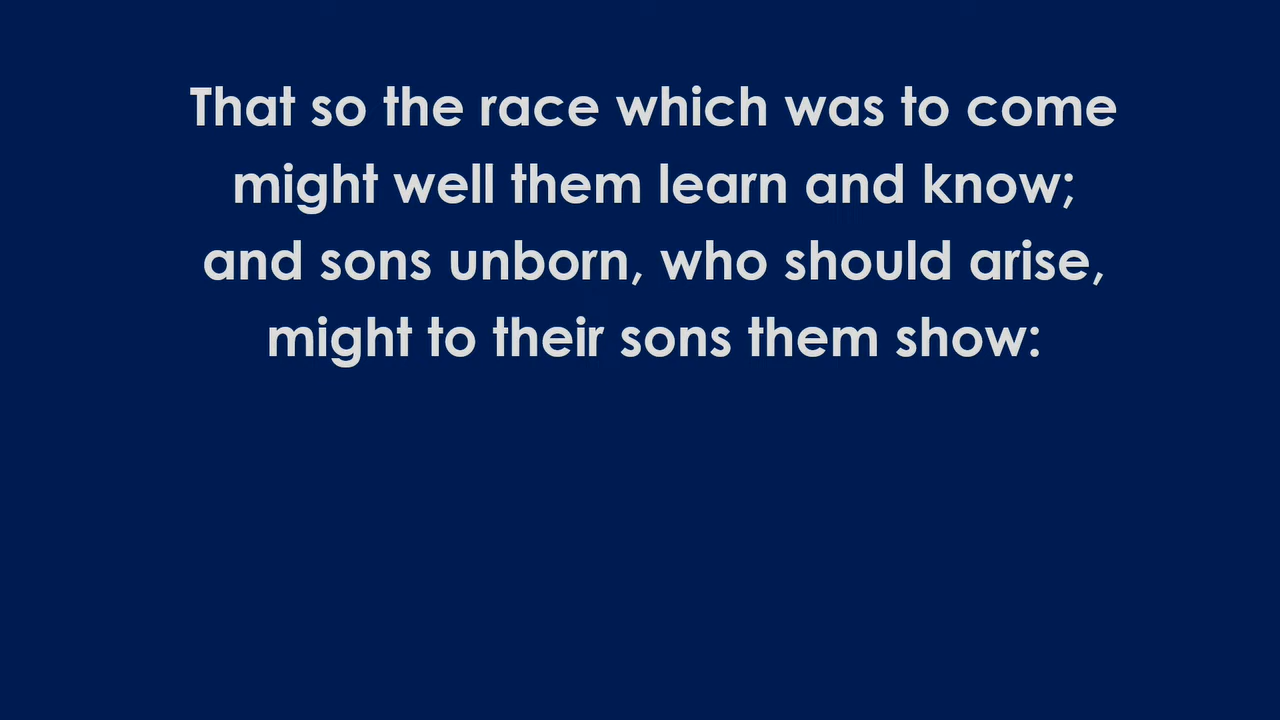 That so the race which was to come
might well them learn and know;
and sons unborn, who should arise,
might to their sons them show: